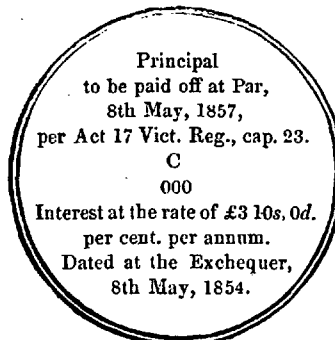 Principal
to be paid off at Par,
8th May, 1857,
per Act 17 Vict. Reg., cap. 23.
C
000
Interest at the rate of £3 10s, 0d.
per cent. per annum.
Dated at the Exchequer,
8th May, 1854.